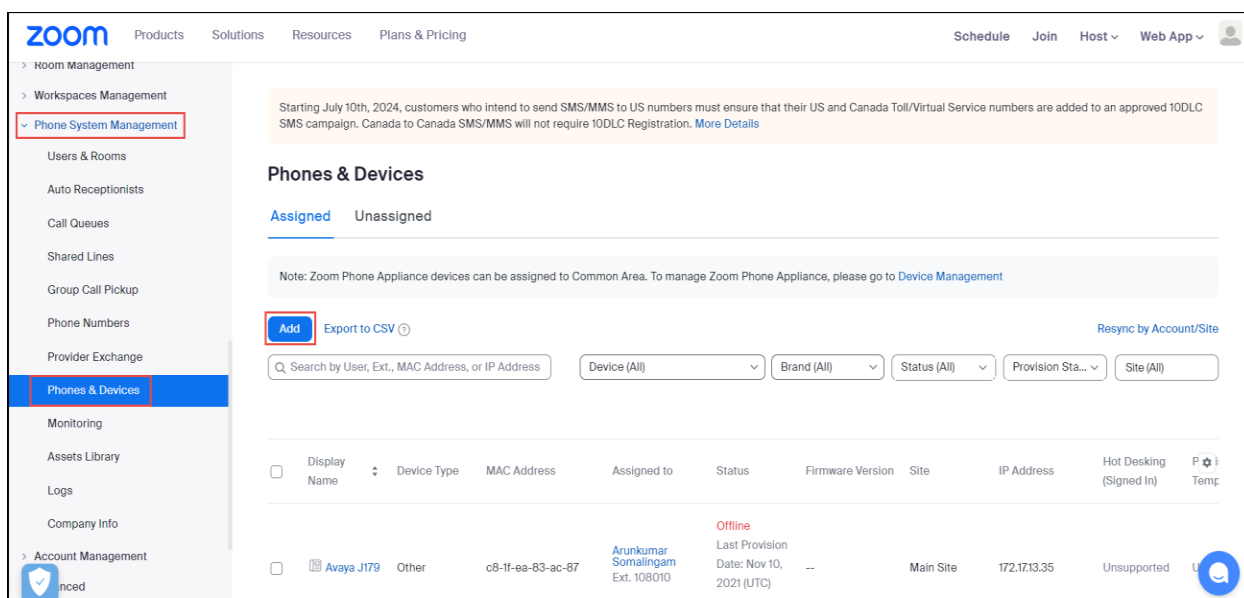 zoom Products Solutions Resources Plans & Pricing Schedule Join Host Web App
Room Management
Workspaces Management
Phone System Management
Users & Rooms
Auto Receptionists
Call Queues
Shared Lines
Group Call Pickup
Phone Numbers
Provider Exchange
Phones & Devices
Monitoring
Assets Library
Logs
Company Info
Account Management
Starting July 10th, 2024, customers who intend to send SMS/MMS to US numbers must ensure that their US and Canada Toll/Virtual Service numbers are added to an approved 10DLC
SMS campaign. Canada to Canada SMS/MMS will not require 10DLC Registration. More Details
Phones & Devices
Assigned Unassigned
Note: Zoom Phone Appliance devices can be assigned to Common Area. To manage Zoom Phone Appliance, please go to Device Management
Add Export to CSV ? Resync by Account/Site
Search by User, Ext., MAC Address, or IP Address Device (All) Brand (All) Status (All) Provision Sta... Site (All)
Display Name Device Type MAC Address Assigned to Status Firmware Version Site IP Address Hot Desking (Signed In)
Offline
Last Provision
Date: Nov 10,
2021 (UTC)
Avaya J179 Other c8-1f-ea-83-ac-87 Arunkumar Somalingam Ext. 108010 -- Main Site 172.17.13.35 Unsupported